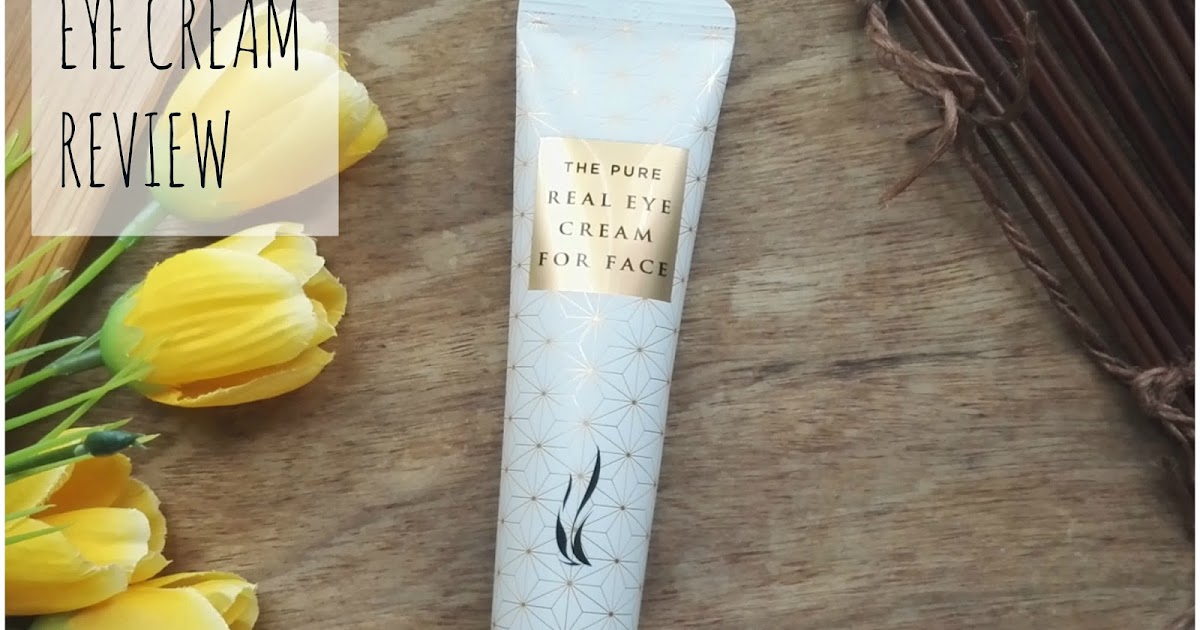 EYE CREAM
REVIEW
THE PURE
REAL EYE
CREAM
FOR FACE